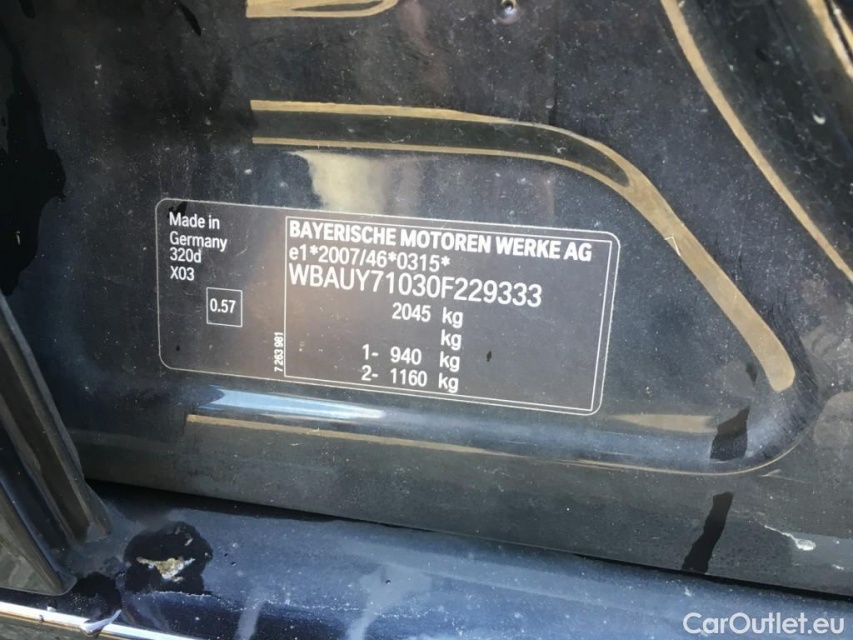 Made in
Germany
320d
X03
0.57
7 263 961
BAYERISCHE MOTOREN WERKE AG
e1*2007/46*0315*
WBAUY71030F229333
2045 kg
kg
1- 940 kg
2- 1160 kg
CarOutlet.eu